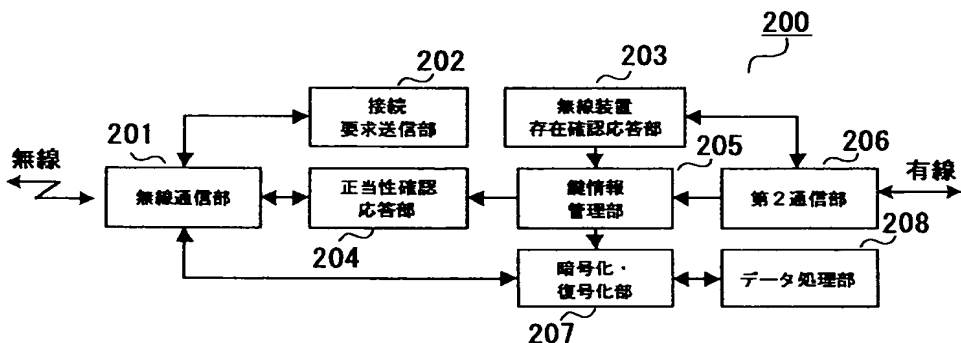 200
202
203
接続
要求送信部
無線装置
存在確認応答部
201
205
206
無線
有線
無線通信部
正当性確認
応答部
鍵情報
管理部
第2通信部
204
208
暗号化・
復号化部
データ処理部
207